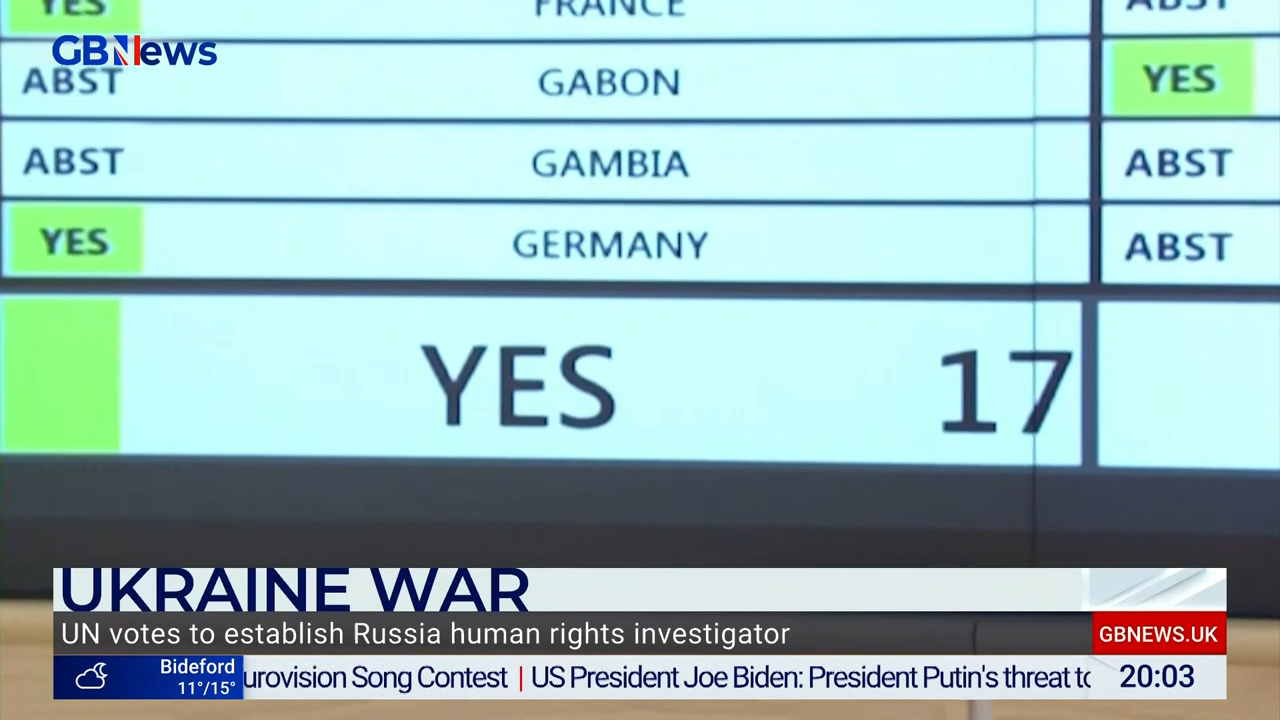 YES FRANCE ABST
GBNews
ABST GABON YES
ABST GAMBIA ABST
YES GERMANY ABST
YES 17
UKRAINE WAR
UN votes to establish Russia human rights investigator
GBNEWS.UK
Bideford
11°/15°
urovision Song Contest | US President Joe Biden: President Putin's threat to
20:03